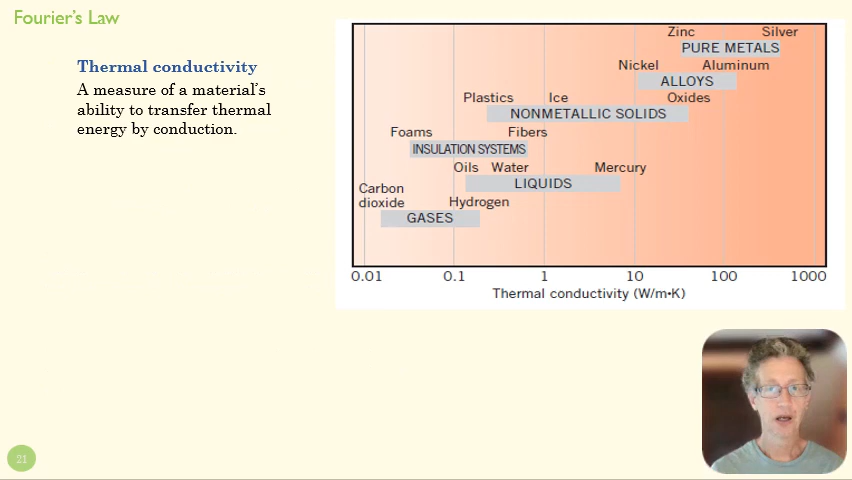 Fourier's Law
Thermal conductivity
A measure of a material's
ability to transfer thermal
energy by conduction.
Zinc Silver
PURE METALS
Nickel Aluminum
ALLOYS
Plastics Ice Oxides
NONMETALLIC SOLIDS
Foams Fibers
INSULATION SYSTEMS
Oils Water Mercury
LIQUIDS
Carbon
dioxide Hydrogen
GASES
0.01 0.1 1 10 100 1000
Thermal conductivity (W/m•K)
21